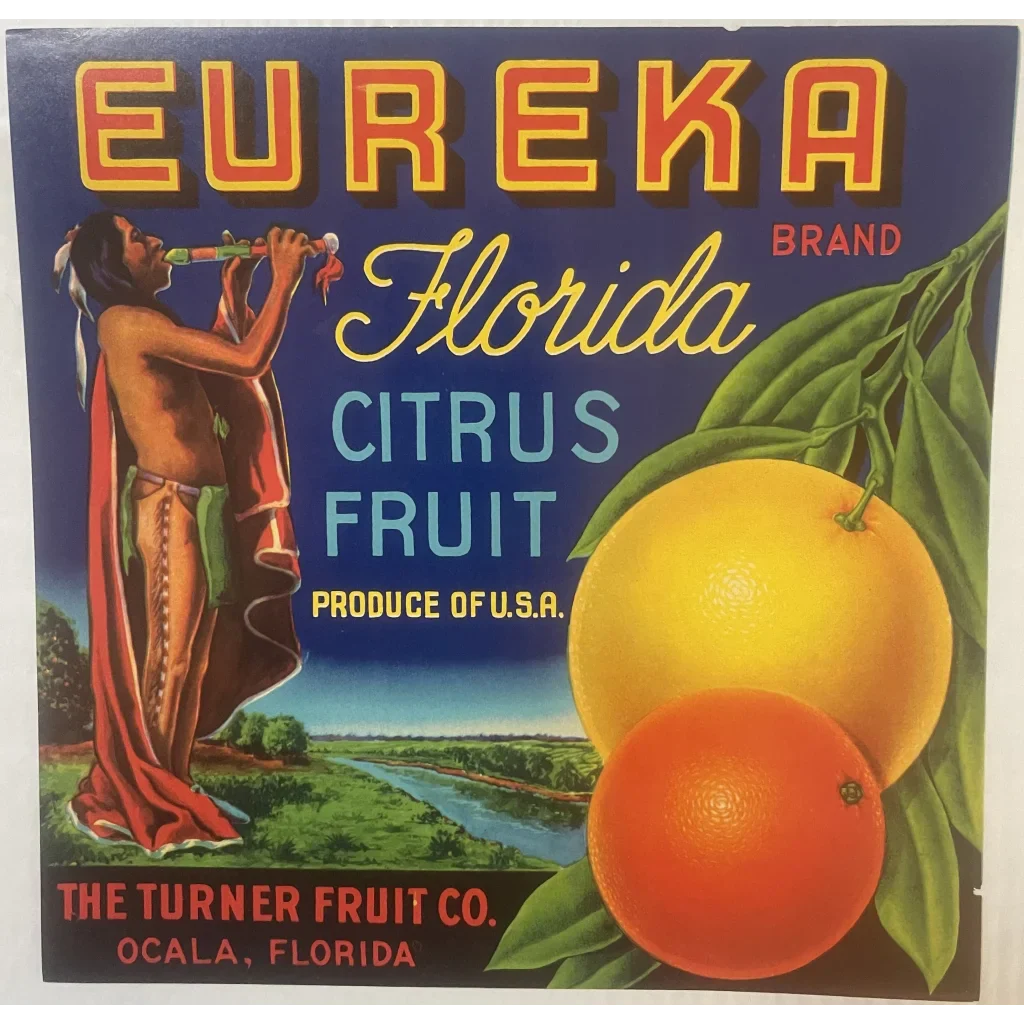 EUREKA
BRAND
Florida
CITRUS
FRUIT
PRODUCE OF U.S.A.
THE TURNER FRUIT CO.
OCALA, FLORIDA